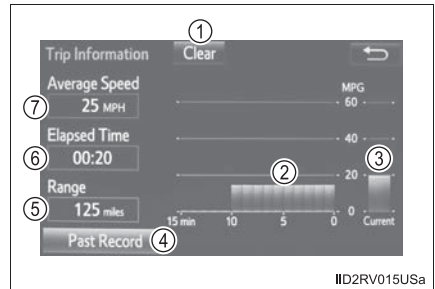 ①
Trip Information Clear
Average Speed
MPG
⑦ 25 MPH
60
Elapsed Time
40
⑥ 00:20
② ③
20
Range
⑤ 125 miles
15 min 10 5 0 0 Current
Past Record ④
IID2RV015USa